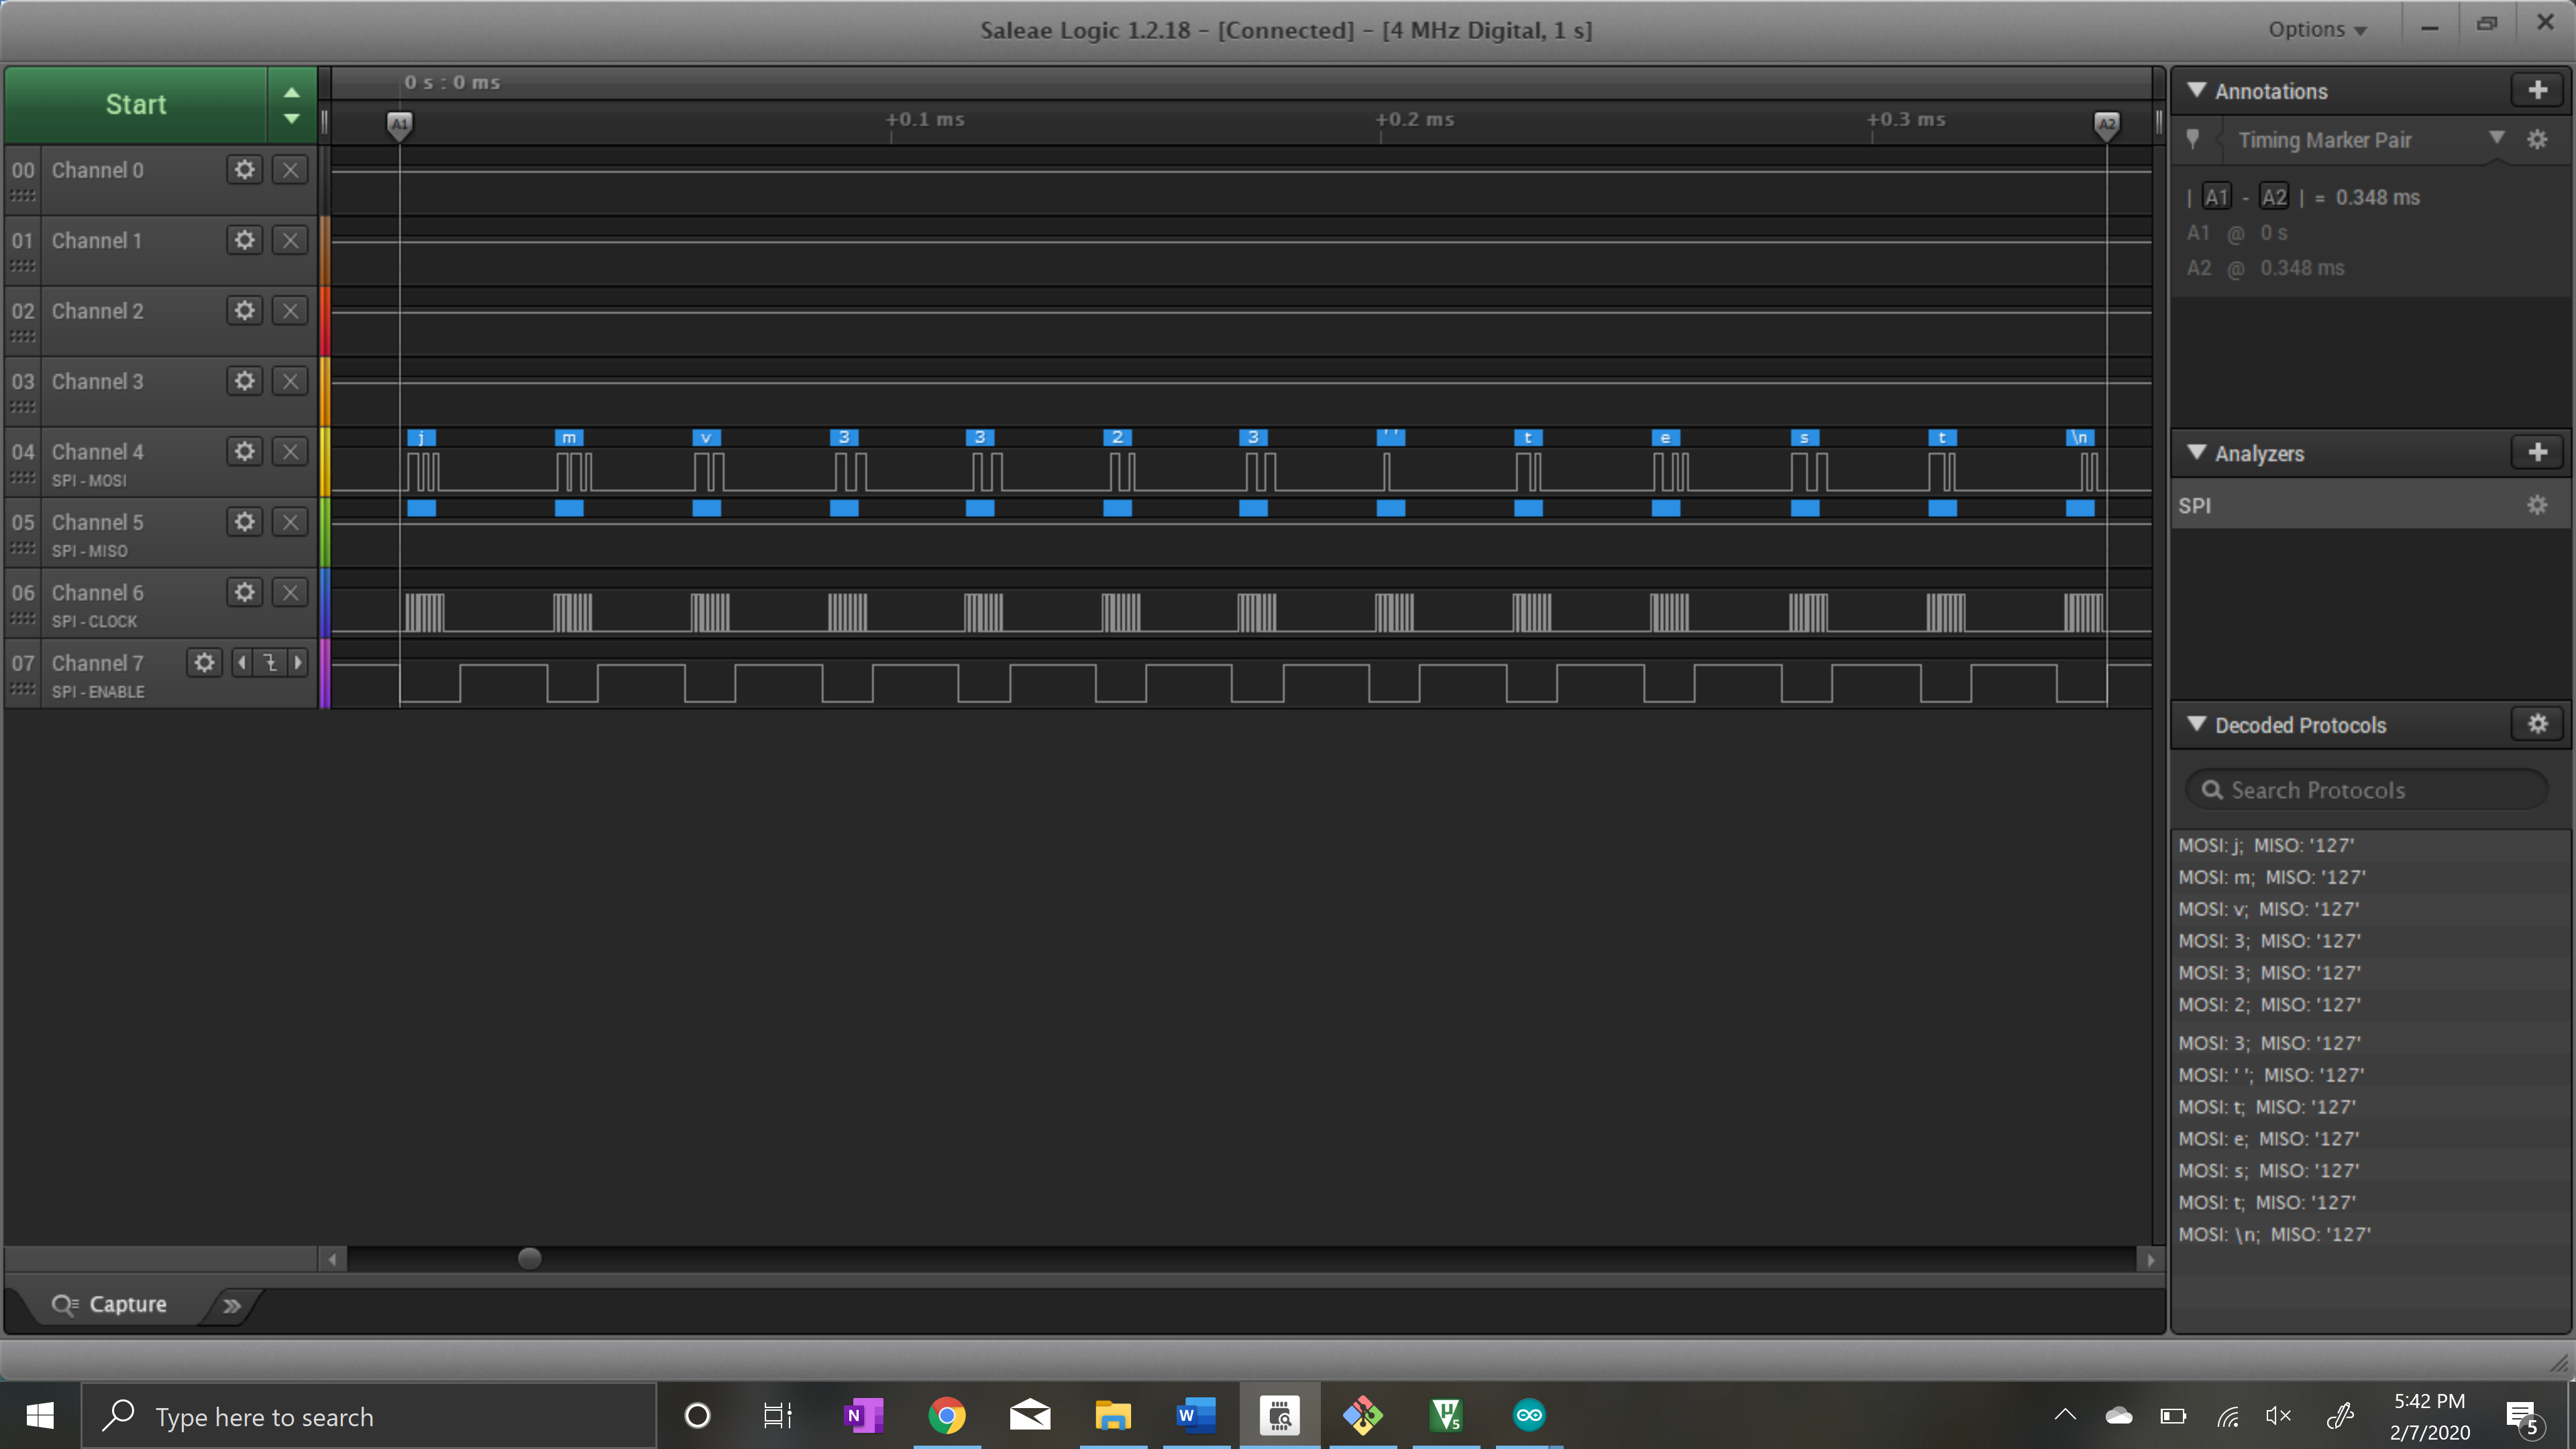 Saleae Logic 1.2.18 - [Connected] - [4 MHz Digital, 1 s]
Options
Start
0 s : 0 ms
+0.1 ms
+0.2 ms
+0.3 ms
A1
A2
00 Channel 0
01 Channel 1
02 Channel 2
03 Channel 3
04 Channel 4
SPI - MOSI
j m v 3 3 2 3 ' ' t e s t \n
05 Channel 5
SPI - MISO
06 Channel 6
SPI - CLOCK
07 Channel 7
SPI - ENABLE
Annotations
Timing Marker Pair
| A1 - A2 | = 0.348 ms
A1 @ 0 s
A2 @ 0.348 ms
Analyzers
SPI
Decoded Protocols
Search Protocols
MOSI: j; MISO: '127'
MOSI: m; MISO: '127'
MOSI: v; MISO: '127'
MOSI: 3; MISO: '127'
MOSI: 3; MISO: '127'
MOSI: 2; MISO: '127'
MOSI: 3; MISO: '127'
MOSI: ' '; MISO: '127'
MOSI: t; MISO: '127'
MOSI: e; MISO: '127'
MOSI: s; MISO: '127'
MOSI: t; MISO: '127'
MOSI: \n; MISO: '127'
Capture
Type here to search
N
W
5
5:42 PM
2/7/2020
5